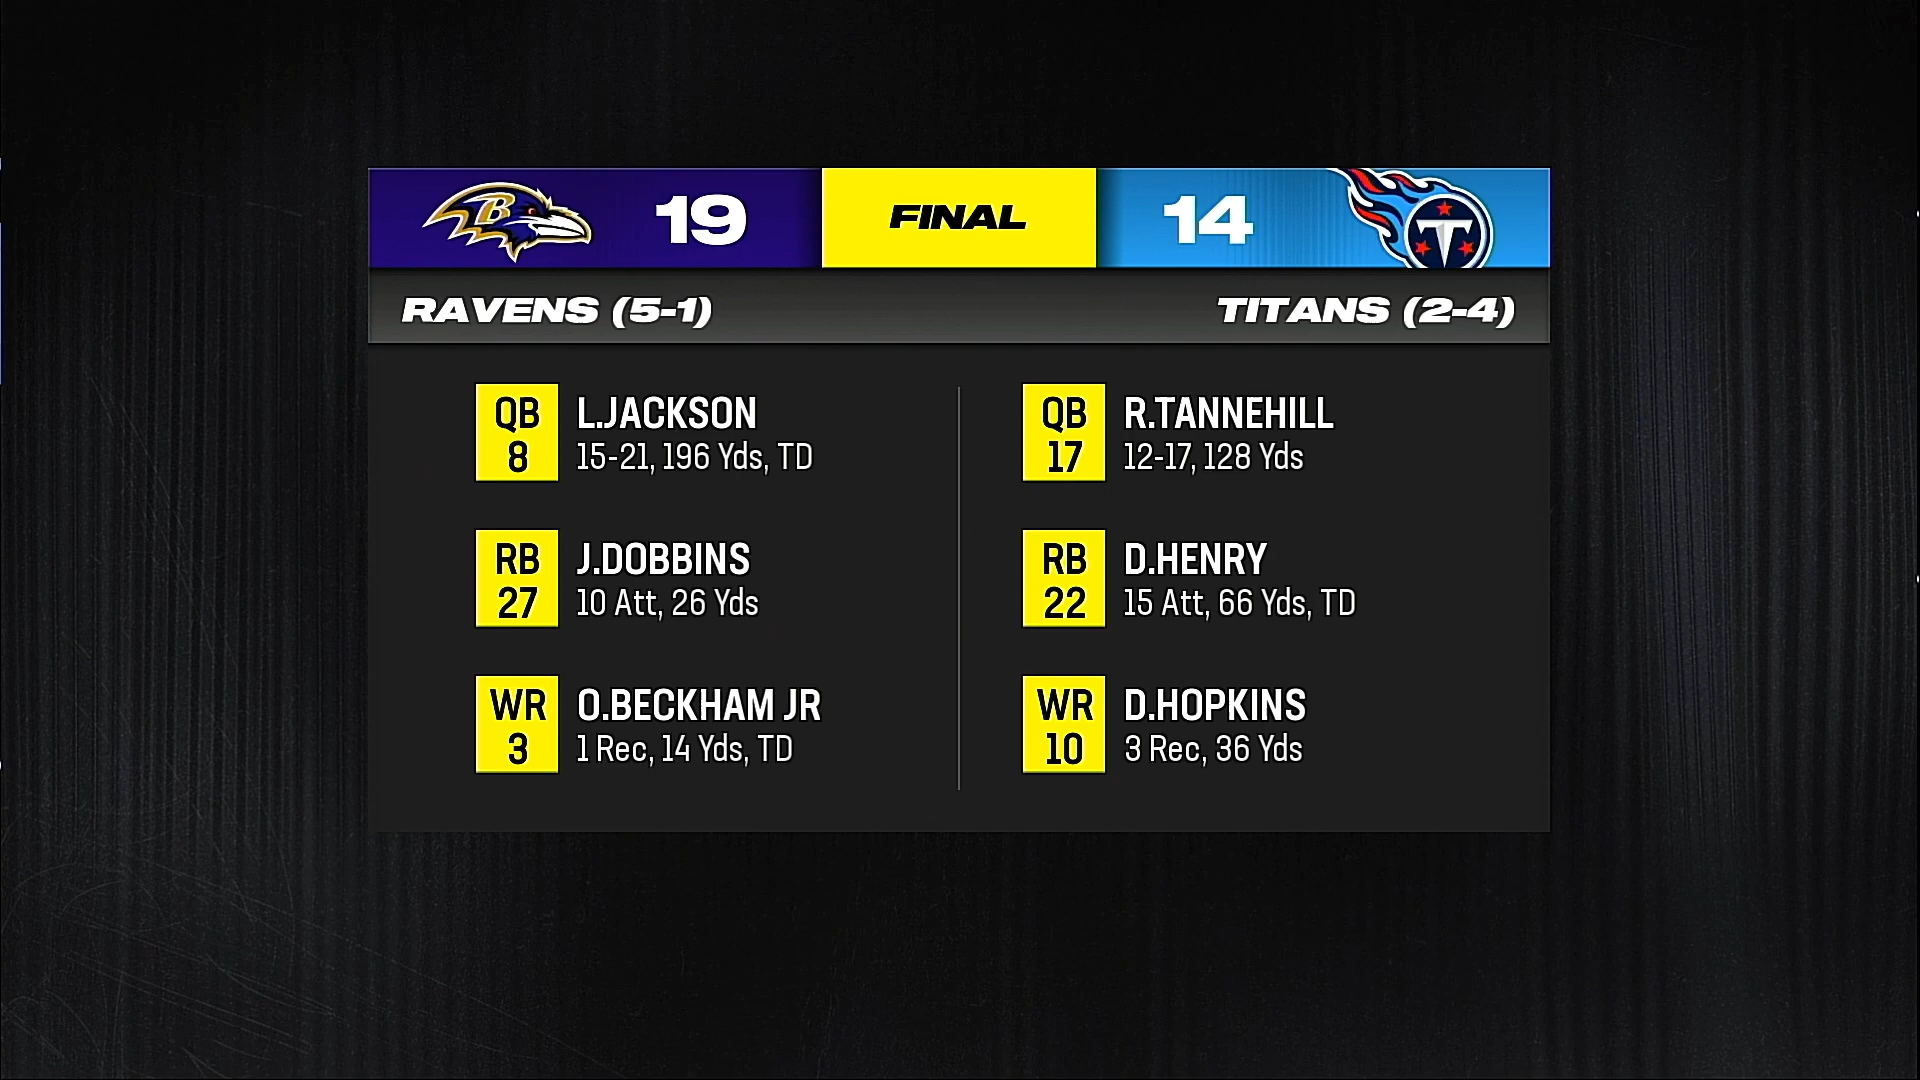 19 FINAL 14
RAVENS (5-1) TITANS (2-4)
QB 8 L.JACKSON
15-21, 196 Yds, TD
RB 27 J.DOBBINS
10 Att, 26 Yds
WR 3 O.BECKHAM JR
1 Rec, 14 Yds, TD
QB 17 R.TANNEHILL
12-17, 128 Yds
RB 22 D.HENRY
15 Att, 66 Yds, TD
WR 10 D.HOPKINS
3 Rec, 36 Yds